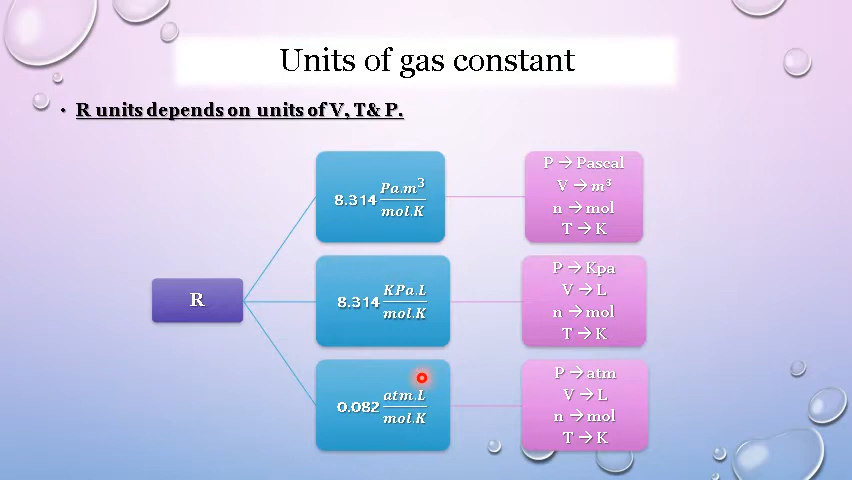 Units of gas constant
• R units depends on units of V, T& P.
R
8.314 Pa.m³/mol.K
P → Pascal
V → m³
n → mol
T → K
8.314 KPa.L/mol.K
P → Kpa
V → L
n → mol
T → K
0.082 atm.L/mol.K
P → atm
V → L
n → mol
T → K